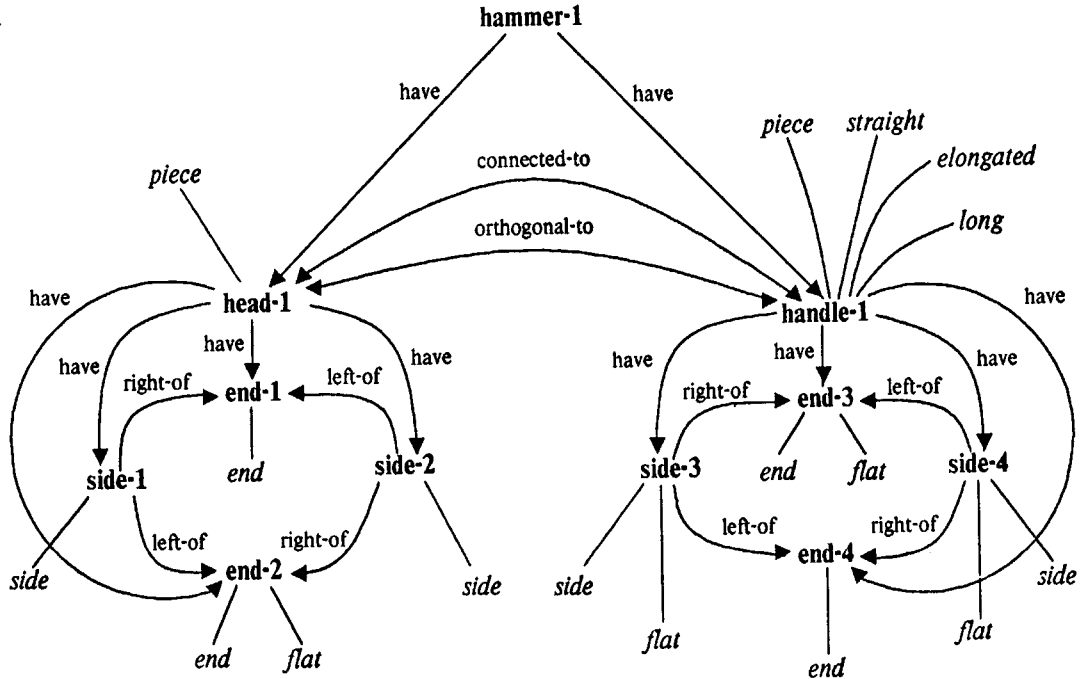 hammer-1
have
have
piece
straight
elongated
long
connected-to
piece
orthogonal-to
have
head-1
handle-1
have
have
have
have
have
have
have
right-of
end-1
left-of
right-of
end-3
left-of
side-1
end
side-2
side-3
end
flat
side-4
left-of
right-of
left-of
right-of
side
end-2
side
side
end-4
side
end
flat
flat
end
flat